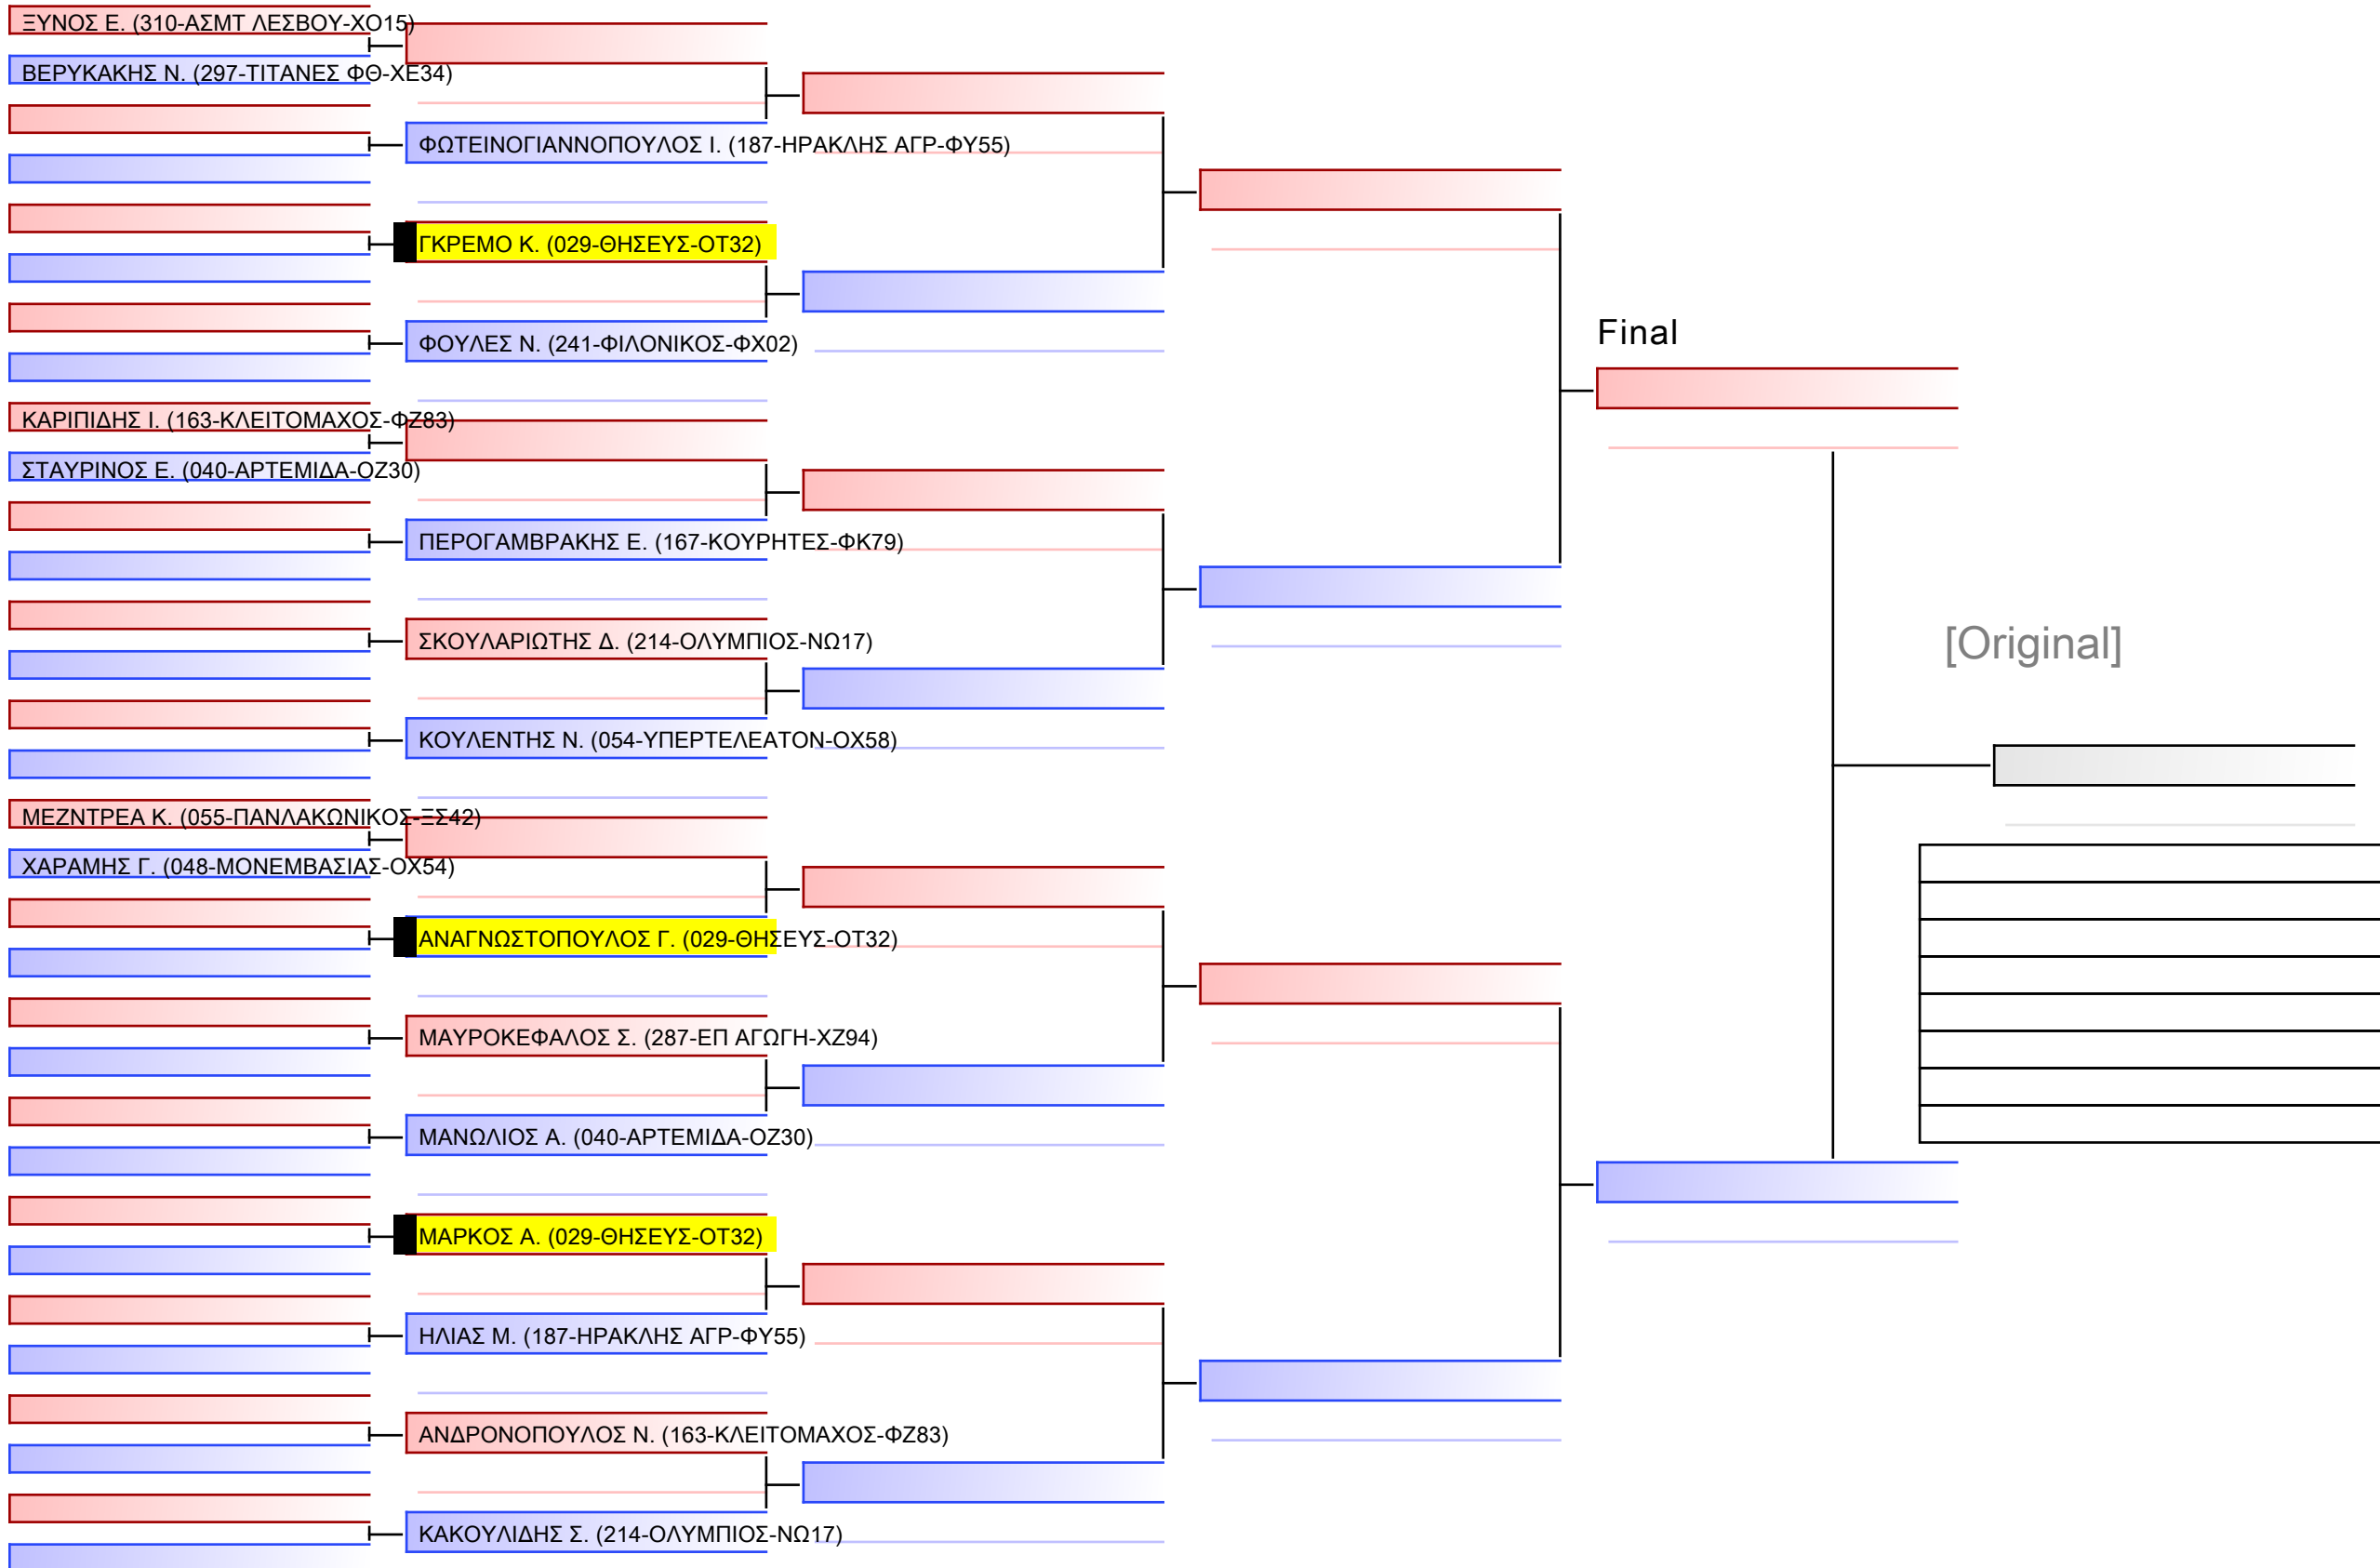 ΞΥΝΟΣ Ε. (310-ΑΣΜΤ ΛΕΣΒΟΥ-ΧΟ15)
ΒΕΡΥΚΑΚΗΣ Ν. (297-ΤΙΤΑΝΕΣ ΦΘ-ΧΕ34)
ΦΩΤΕΙΝΟΓΙΑΝΝΟΠΟΥΛΟΣ Ι. (187-ΗΡΑΚΛΗΣ ΑΓΡ-ΦΥ55)
ΓΚΡΕΜΟ Κ. (029-ΘΗΣΕΥΣ-ΟΤ32)
Final
ΦΟΥΛΕΣ Ν. (241-ΦΙΛΟΝΙΚΟΣ-ΦΧ02)
ΚΑΡΙΠΙΔΗΣ Ι. (163-ΚΛΕΙΤΟΜΑΧΟΣ-ΦΖ83)
ΣΤΑΥΡΙΝΟΣ Ε. (040-ΑΡΤΕΜΙΔΑ-ΟΖ30)
ΠΕΡΟΓΑΜΒΡΑΚΗΣ Ε. (167-ΚΟΥΡΗΤΕΣ-ΦΚ79)
ΣΚΟΥΛΑΡΙΩΤΗΣ Δ. (214-ΟΛΥΜΠΙΟΣ-ΝΩ17)
[Original]
ΚΟΥΛΕΝΤΗΣ Ν. (054-ΥΠΕΡΤΕΛΕΑΤΟΝ-ΟΧ58)
ΜΕΖΝΤΡΕΑ Κ. (055-ΠΑΝΛΑΚΩΝΙΚΟΣ-ΞΣ42)
ΧΑΡΑΜΗΣ Γ. (048-ΜΟΝΕΜΒΑΣΙΑΣ-ΟΧ54)
ΑΝΑΓΝΩΣΤΟΠΟΥΛΟΣ Γ. (029-ΘΗΣΕΥΣ-ΟΤ32)
ΜΑΥΡΟΚΕΦΑΛΟΣ Σ. (287-ΕΠ ΑΓΩΓΗ-ΧΖ94)
ΜΑΝΩΛΙΟΣ Α. (040-ΑΡΤΕΜΙΔΑ-ΟΖ30)
ΜΑΡΚΟΣ Α. (029-ΘΗΣΕΥΣ-ΟΤ32)
ΗΛΙΑΣ Μ. (187-ΗΡΑΚΛΗΣ ΑΓΡ-ΦΥ55)
ΑΝΔΡΟΝΟΠΟΥΛΟΣ Ν. (163-ΚΛΕΙΤΟΜΑΧΟΣ-ΦΖ83)
ΚΑΚΟΥΛΙΔΗΣ Σ. (214-ΟΛΥΜΠΙΟΣ-ΝΩ17)